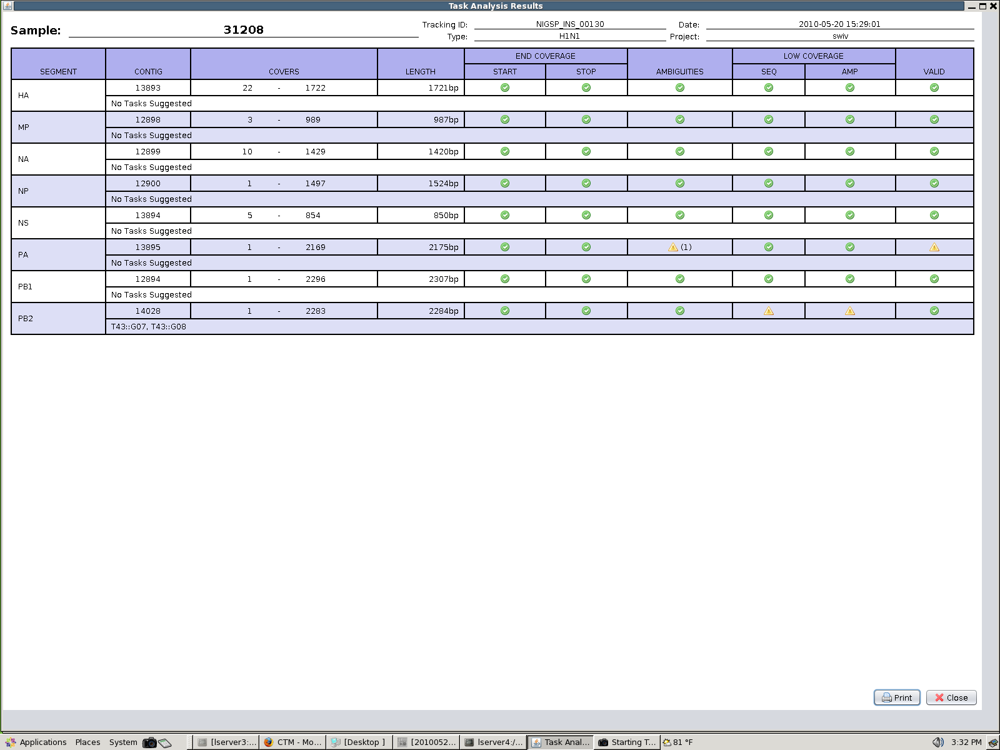 Task Analysis Results
Sample: 31208 Tracking ID: NIGSP_INS_00130 Date: 2010-05-20 15:29:01
Type: H1N1 Project: swiv
END COVERAGE LOW COVERAGE
SEGMENT CONTIG COVERS LENGTH START STOP AMBIGUITIES SEQ AMP VALID
HA 13893 22 - 1722 1721bp
No Tasks Suggested
MP 12898 3 - 989 987bp
No Tasks Suggested
NA 12899 10 - 1429 1420bp
No Tasks Suggested
NP 12900 1 - 1497 1524bp
No Tasks Suggested
NS 13894 5 - 854 850bp
No Tasks Suggested
PA 13895 1 - 2169 2175bp (1)
No Tasks Suggested
PB1 12894 1 - 2296 2307bp
No Tasks Suggested
PB2 14028 1 - 2283 2284bp
T43::G07, T43::G08
Print Close
Applications Places System [lserver3:... CTM - Mo... [Desktop ] [2010052... lserver4:/... Task Anal... Starting T... 81 °F 3:32 PM